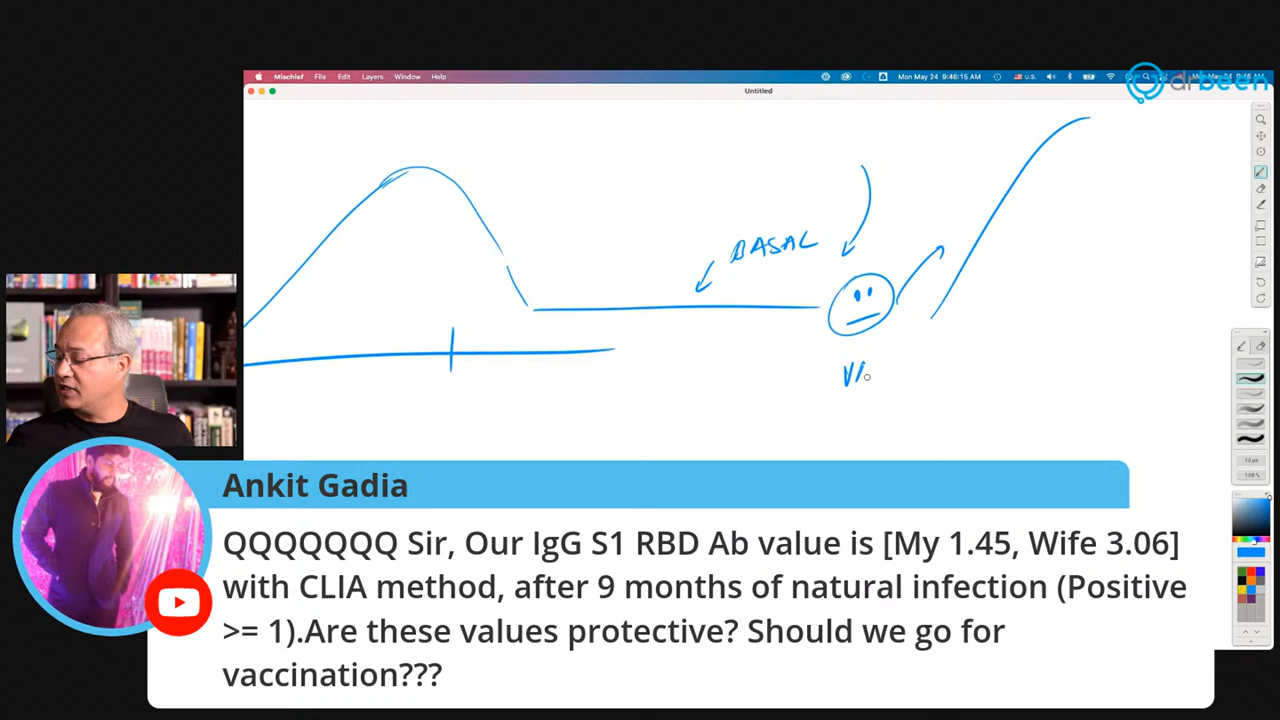 Mischief File Edit Layers Window Help
U.S. Mon May 24 9:46:15 AM
drbeen
Untitled
BASAL
Ankit Gadia
QQQQQQQ Sir, Our IgG S1 RBD Ab value is [My 1.45, Wife 3.06]
with CLIA method, after 9 months of natural infection (Positive
>= 1).Are these values protective? Should we go for
vaccination???